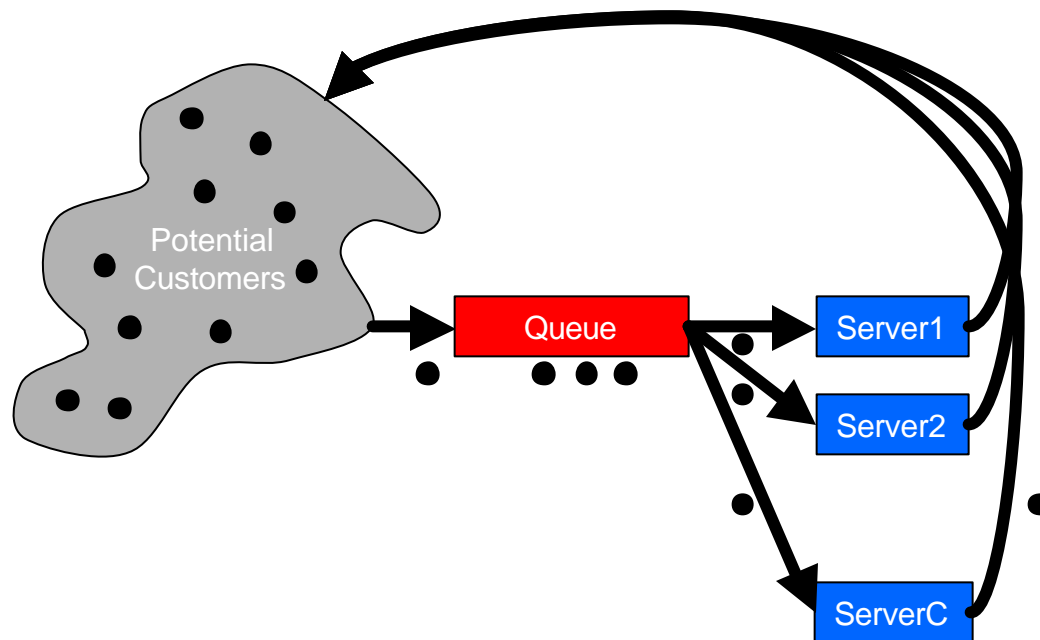 Potential
Customers
Queue
Server1
Server2
ServerC